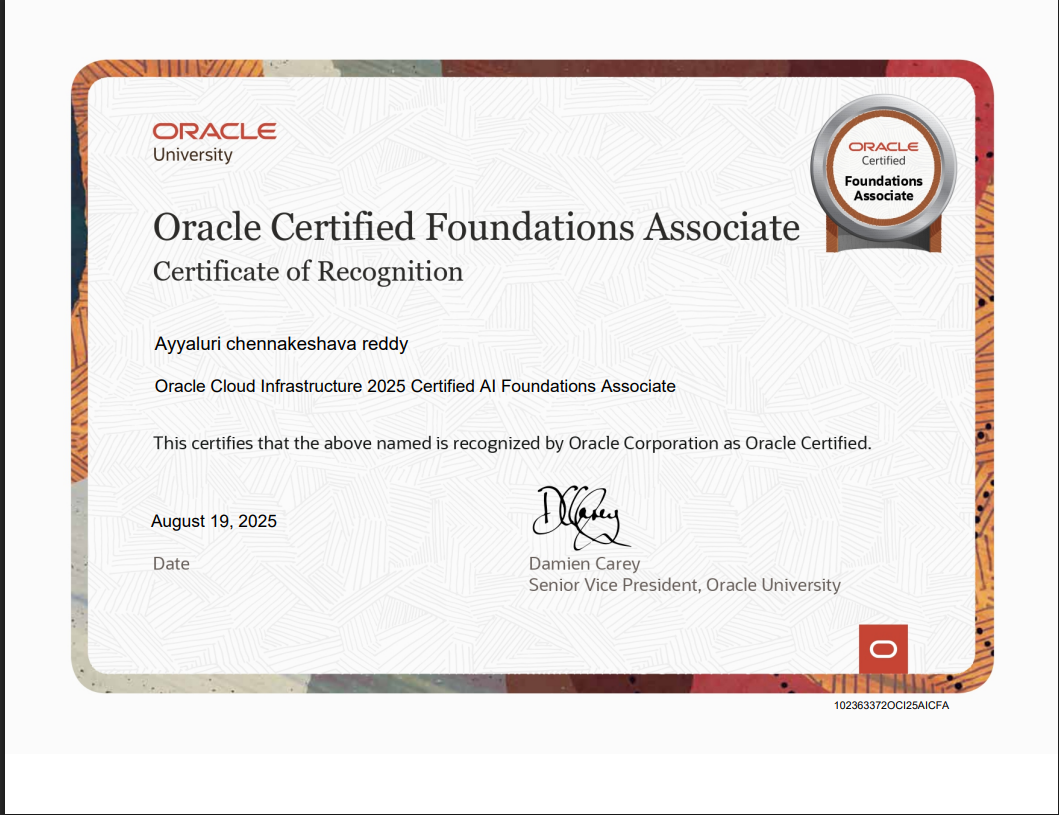 ORACLE
University
ORACLE
Certified
Foundations
Associate
Oracle Certified Foundations Associate
Certificate of Recognition
Ayyaluri chennakeshava reddy
Oracle Cloud Infrastructure 2025 Certified AI Foundations Associate
This certifies that the above named is recognized by Oracle Corporation as Oracle Certified.
August 19, 2025
Date
DCarey
Damien Carey
Senior Vice President, Oracle University
102363372OCI25AICFA